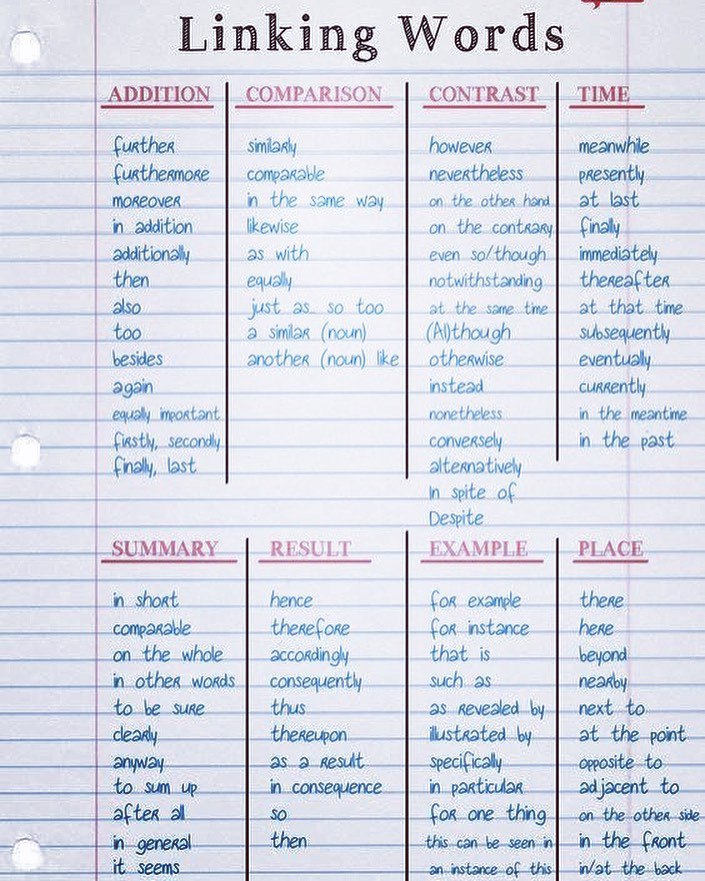 Linking Words
ADDITION
further
furthermore
moreover
in addition
additionally
then
also
too
besides
again
equally important
firstly, secondly
finally, last
COMPARISON
similarly
comparable
in the same way
likewise
as with
equally
just as so too
a similar (noun)
another (noun) like
CONTRAST
however
nevertheless
on the other hand
on the contrary
even so/though
notwithstanding
at the same time
(Al)though
otherwise
instead
nonetheless
conversely
alternatively
In spite of
Despite
TIME
meanwhile
presently
at last
finally
immediately
thereafter
at that time
subsequently
eventually
currently
in the meantime
in the past
SUMMARY
in short
comparable
on the whole
in other words
to be sure
clearly
anyway
to sum up
after all
in general
it seems
RESULT
hence
therefore
accordingly
consequently
thus
thereupon
as a result
in consequence
so
then
EXAMPLE
for example
for instance
that is
such as
as revealed by
illustrated by
specifically
in particular
for one thing
this can be seen in
an instance of this
PLACE
there
here
beyond
nearby
next to
at the point
opposite to
adjacent to
on the other side
in the front
in/at the back